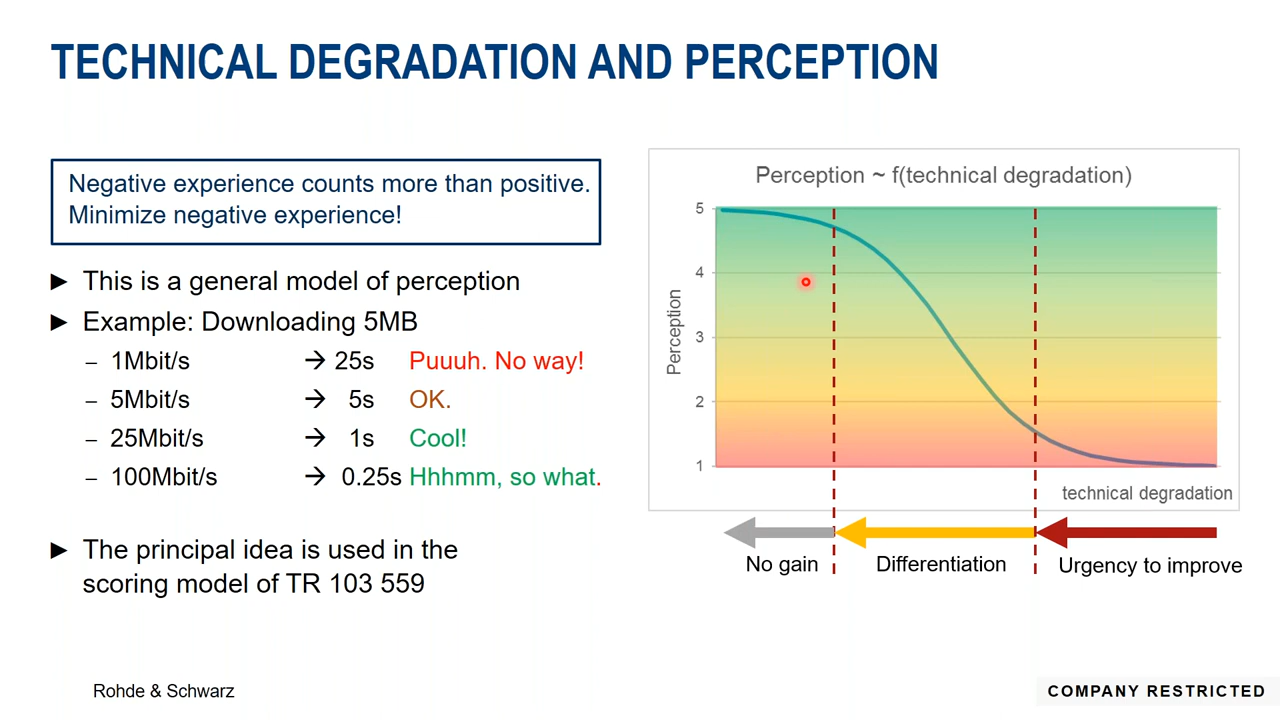 TECHNICAL DEGRADATION AND PERCEPTION
Negative experience counts more than positive.
Minimize negative experience!
► This is a general model of perception
► Example: Downloading 5MB
– 1Mbit/s → 25s Puuuh. No way!
– 5Mbit/s → 5s OK.
– 25Mbit/s → 1s Cool!
– 100Mbit/s → 0.25s Hhhmm, so what.
► The principal idea is used in the
scoring model of TR 103 559
Perception ~ f(technical degradation)
Perception
5
4
3
2
1
technical degradation
No gain
Differentiation
Urgency to improve
Rohde & Schwarz
COMPANY RESTRICTED